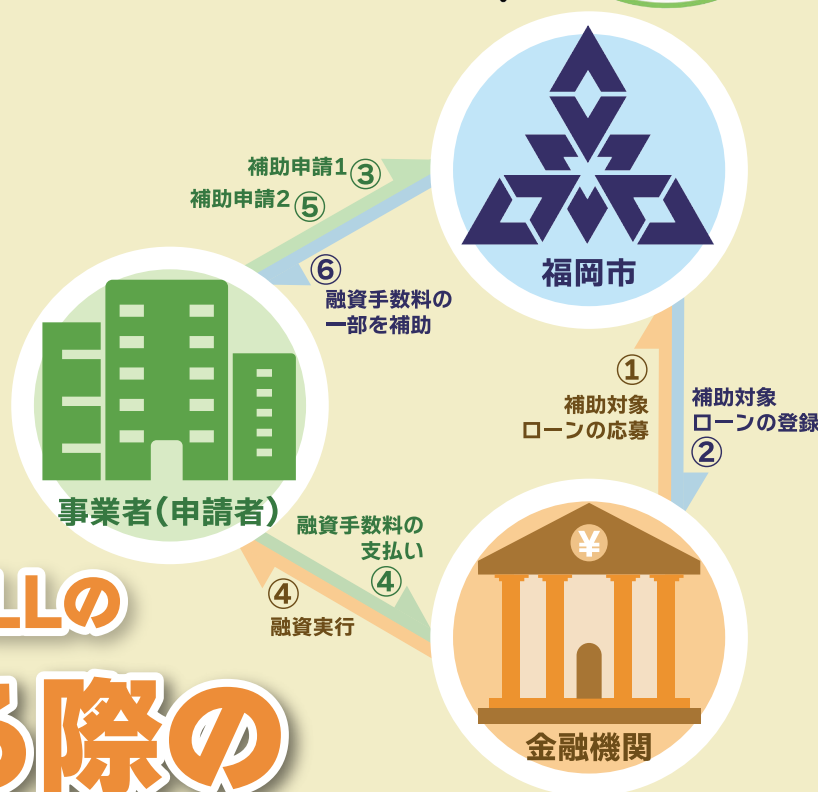 補助申請1③
補助申請2⑤
⑥
融資手数料の
一部を補助
福岡市
①
補助対象
ローンの応募
補助対象
ローンの登録
②
事業者(申請者)
融資手数料の
支払い
④
④
融資実行
¥
金融機関
LLの
る際の